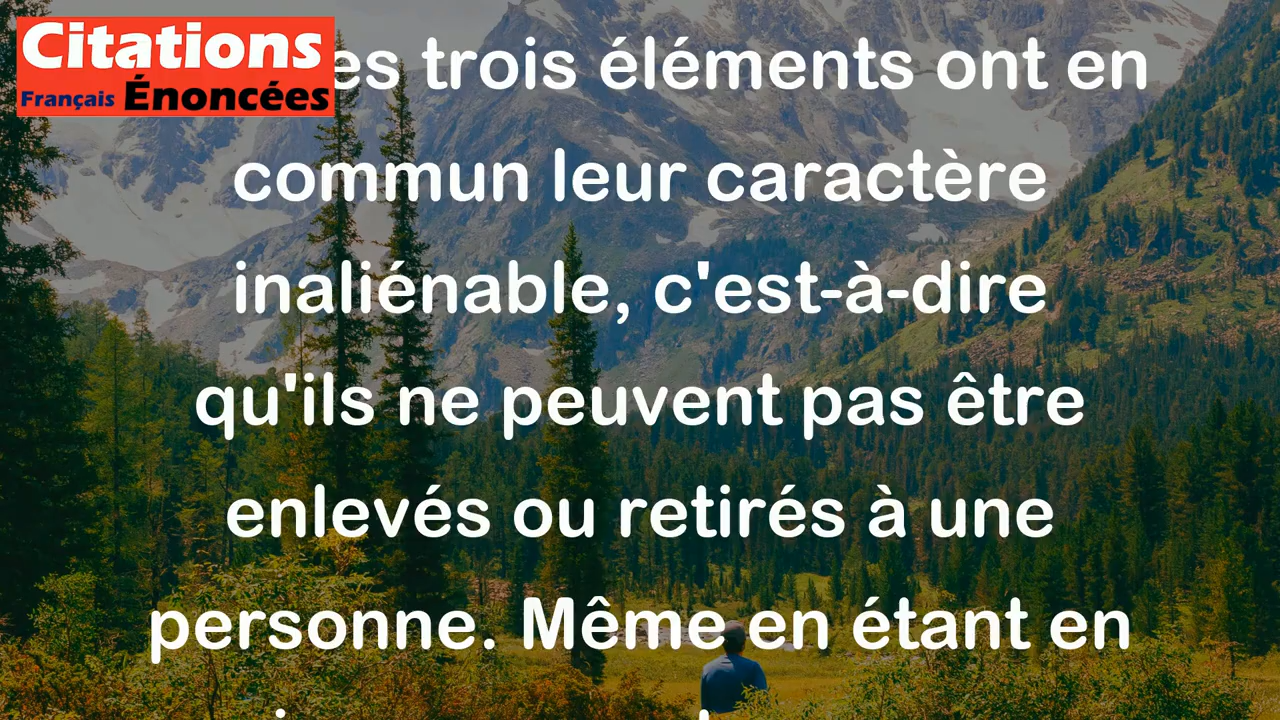 Citations
Français Énoncées
es trois éléments ont en
commun leur caractère
inaliénable, c'est-à-dire
qu'ils ne peuvent pas être
enlevés ou retirés à une
personne. Même en étant en